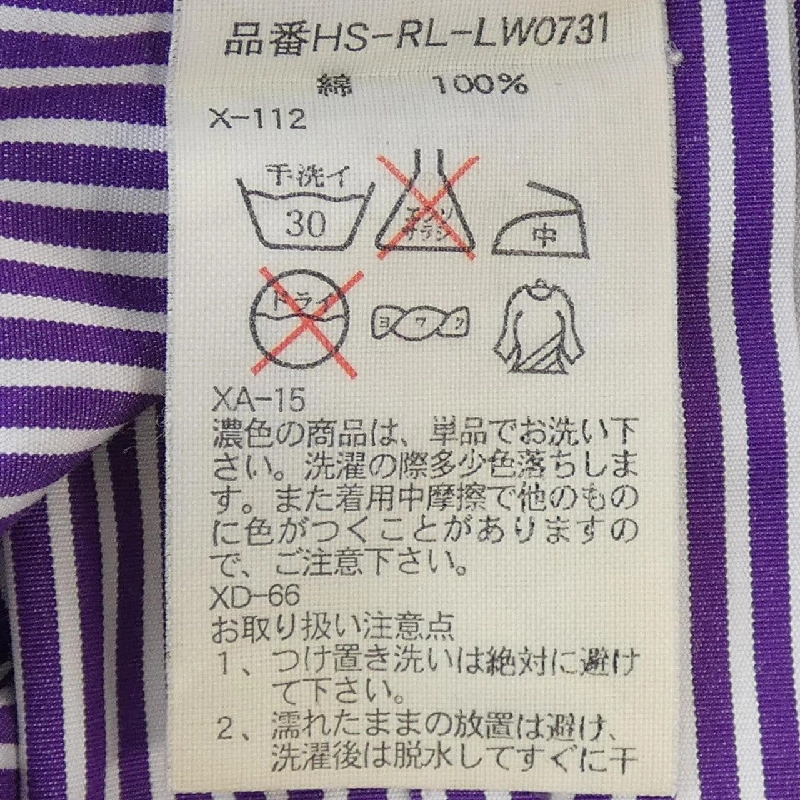 品番HS-RL-LW0731
綿 100%
X-112
手洗イ
30
エンソ
サラシ
中
ドライ
ヨワク
XA-15
濃色の商品は、単品でお洗い下
さい。洗濯の際多少色落ちしま
す。また着用中摩擦で他のもの
に色がつくことがありますの
で、ご注意下さい。
XD-66
お取り扱い注意点
1、つけ置き洗いは絶対に避け
て下さい。
2、濡れたままの放置は避け、
洗濯後は脱水してすぐに干